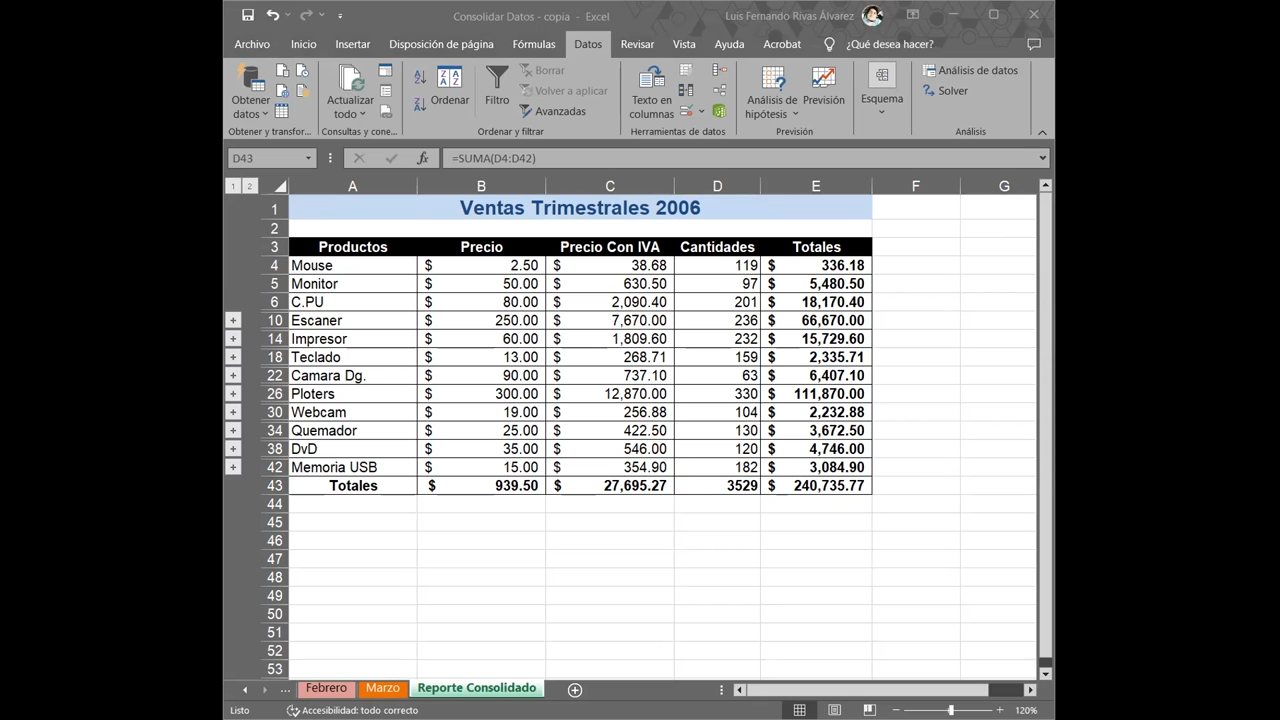 Consolidar Datos - copia - Excel
Luis Fernando Rivas Álvarez
Archivo Inicio Insertar Disposición de página Fórmulas Datos Revisar Vista Ayuda Acrobat ¿Qué desea hacer?
Obtener datos
Obtener y transfor...
Actualizar todo
Consultas y cone...
Ordenar
Filtro
Borrar
Volver a aplicar
Avanzadas
Ordenar y filtrar
Texto en columnas
Herramientas de datos
Análisis de hipótesis
Previsión
Previsión
Esquema
Análisis de datos
Solver
Análisis
D43 fx =SUMA(D4:D42)
1 2 A B C D E F G
1 Ventas Trimestrales 2006
2
3 Productos Precio Precio Con IVA Cantidades Totales
4 Mouse $ 2.50 $ 38.68 119 $ 336.18
5 Monitor $ 50.00 $ 630.50 97 $ 5,480.50
6 C.PU $ 80.00 $ 2,090.40 201 $ 18,170.40
10 Escaner $ 250.00 $ 7,670.00 236 $ 66,670.00
14 Impresor $ 60.00 $ 1,809.60 232 $ 15,729.60
18 Teclado $ 13.00 $ 268.71 159 $ 2,335.71
22 Camara Dg. $ 90.00 $ 737.10 63 $ 6,407.10
26 Ploters $ 300.00 $ 12,870.00 330 $ 111,870.00
30 Webcam $ 19.00 $ 256.88 104 $ 2,232.88
34 Quemador $ 25.00 $ 422.50 130 $ 3,672.50
38 DvD $ 35.00 $ 546.00 120 $ 4,746.00
42 Memoria USB $ 15.00 $ 354.90 182 $ 3,084.90
43 Totales $ 939.50 $ 27,695.27 3529 $ 240,735.77
44
45
46
47
48
49
50
51
52
53
... Febrero Marzo Reporte Consolidado
Listo Accesibilidad: todo correcto 120%